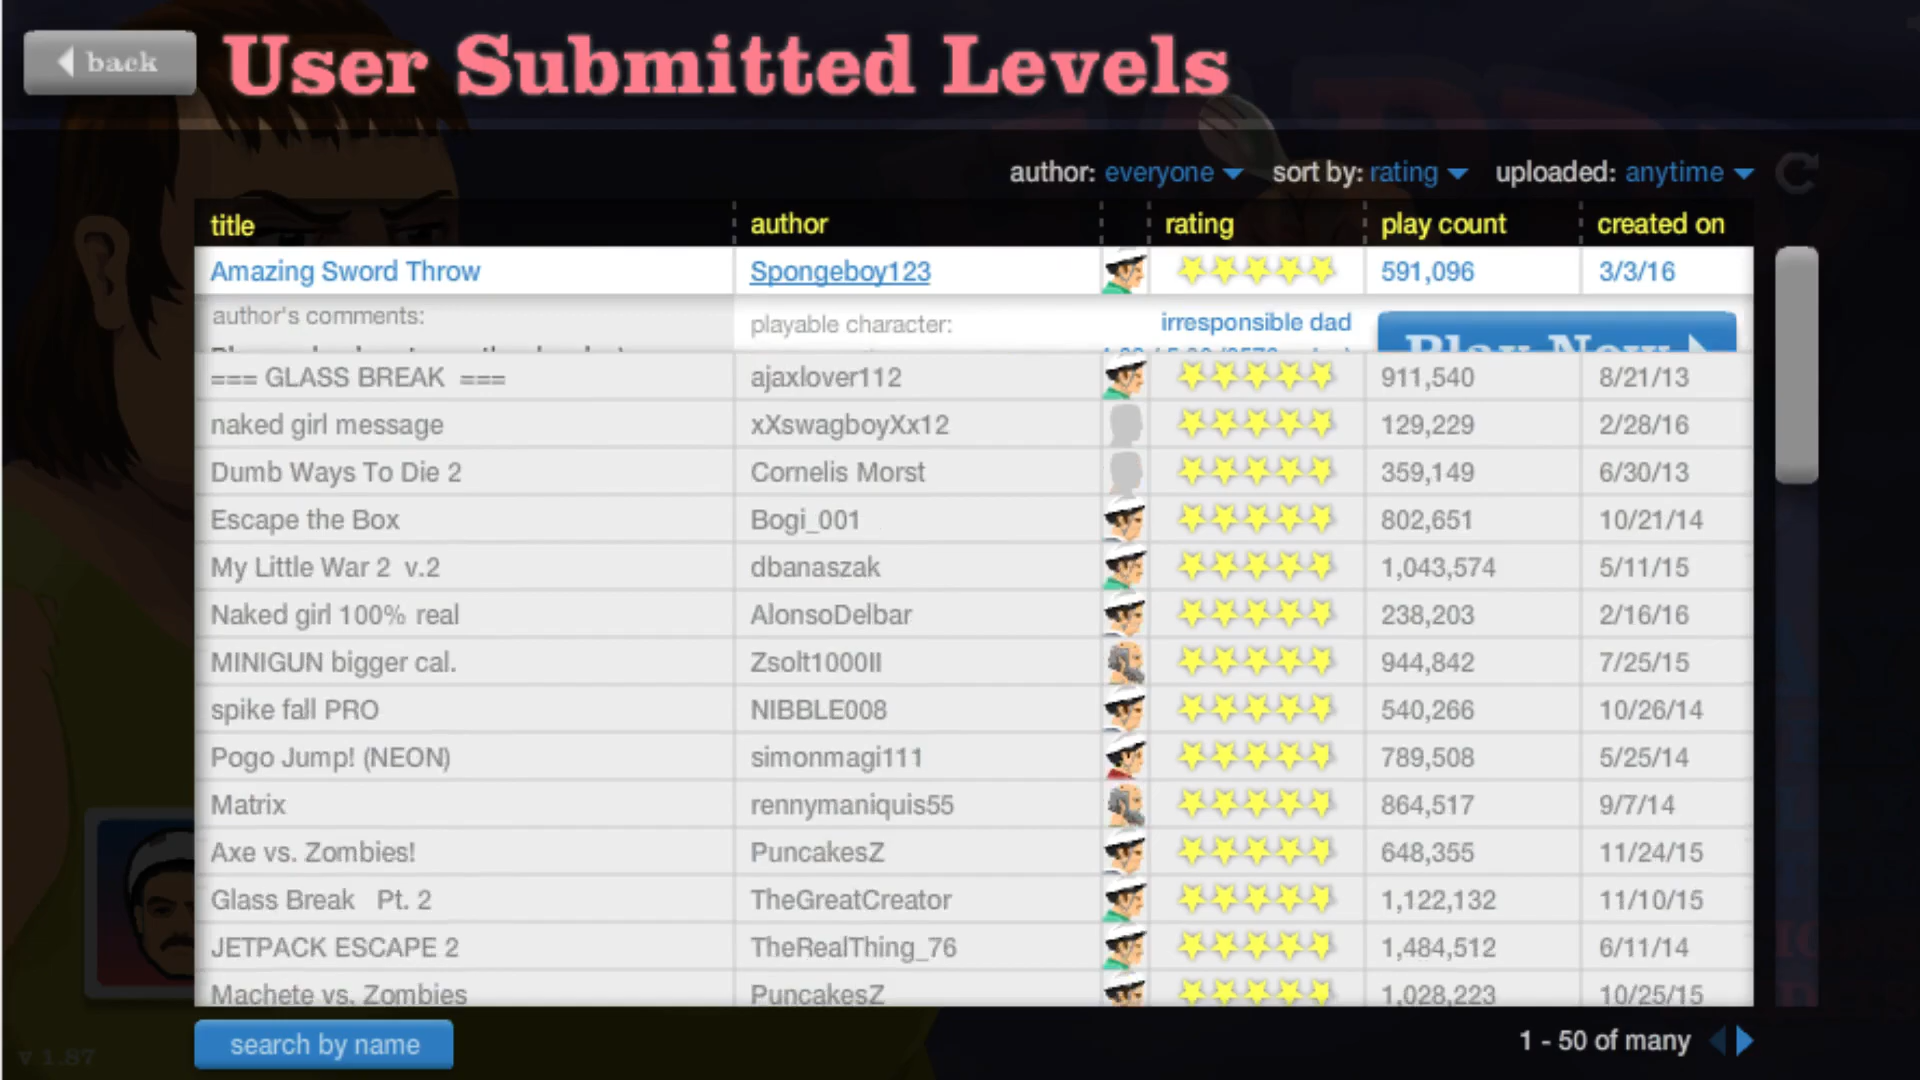 back
User Submitted Levels
author: everyone sort by: rating uploaded: anytime
title author rating play count created on
Amazing Sword Throw Spongeboy123 591,096 3/3/16
author's comments:
playable character: irresponsible dad
Play Now
=== GLASS BREAK === ajaxlover112 911,540 8/21/13
naked girl message xXswagboyXx12 129,229 2/28/16
Dumb Ways To Die 2 Cornelis Morst 359,149 6/30/13
Escape the Box Bogi_001 802,651 10/21/14
My Little War 2 v.2 dbanaszak 1,043,574 5/11/15
Naked girl 100% real AlonsoDelbar 238,203 2/16/16
MINIGUN bigger cal. Zsolt1000II 944,842 7/25/15
spike fall PRO NIBBLE008 540,266 10/26/14
Pogo Jump! (NEON) simonmagi111 789,508 5/25/14
Matrix rennymaniquis55 864,517 9/7/14
Axe vs. Zombies! PuncakesZ 648,355 11/24/15
Glass Break Pt. 2 TheGreatCreator 1,122,132 11/10/15
JETPACK ESCAPE 2 TheRealThing_76 1,484,512 6/11/14
Machete vs. Zombies PuncakesZ 1,028,223 10/25/15
search by name
1 - 50 of many
v 1.87